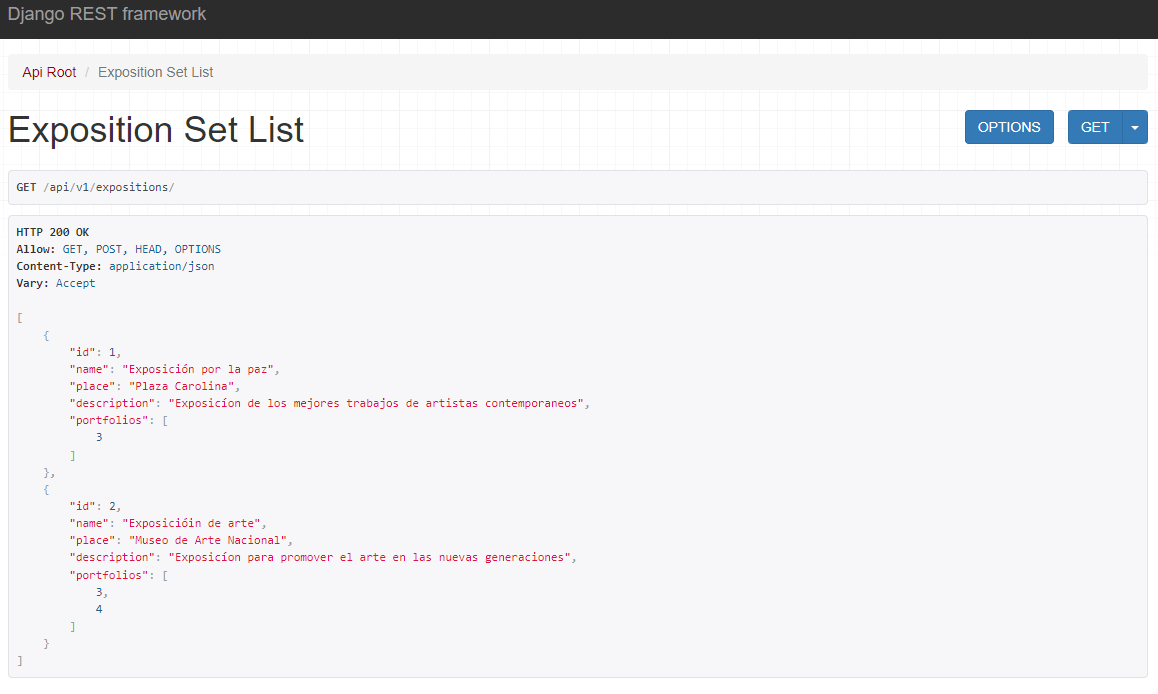 Django REST framework
Api Root / Exposition Set List
Exposition Set List
OPTIONS GET
GET /api/v1/expositions/
HTTP 200 OK
Allow: GET, POST, HEAD, OPTIONS
Content-Type: application/json
Vary: Accept
[
    {
        "id": 1,
        "name": "Exposición por la paz",
        "place": "Plaza Carolina",
        "description": "Exposicíon de los mejores trabajos de artistas contemporaneos",
        "portfolios": [
            3
        ]
    },
    {
        "id": 2,
        "name": "Exposicióin de arte",
        "place": "Museo de Arte Nacional",
        "description": "Exposicíon para promover el arte en las nuevas generaciones",
        "portfolios": [
            3,
            4
        ]
    }
]